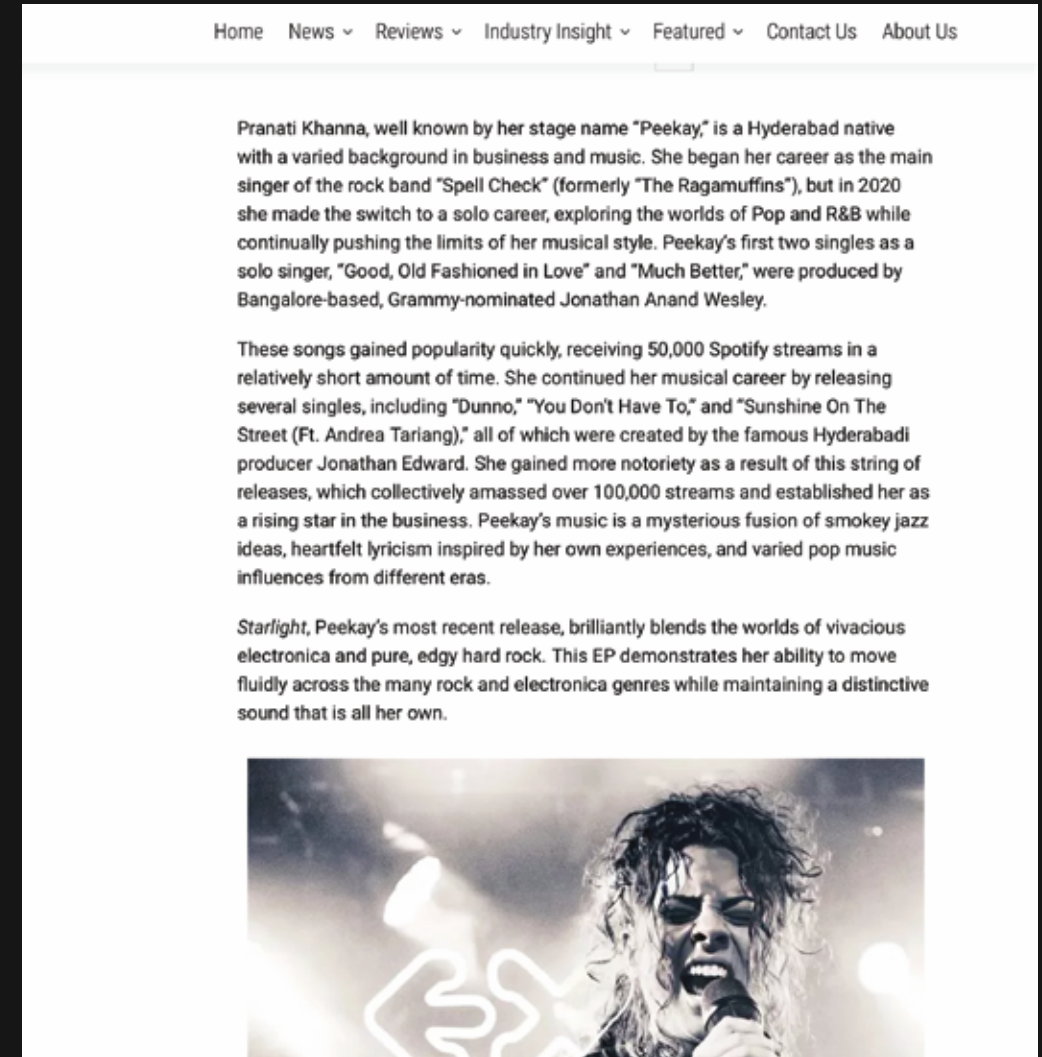 Home News Reviews Industry Insight Featured Contact Us About Us
Pranati Khanna, well known by her stage name “Peekay,” is a Hyderabad native
with a varied background in business and music. She began her career as the main
singer of the rock band “Spell Check” (formerly “The Ragamuffins”), but in 2020
she made the switch to a solo career, exploring the worlds of Pop and R&B while
continually pushing the limits of her musical style. Peekay’s first two singles as a
solo singer, “Good, Old Fashioned in Love” and “Much Better,” were produced by
Bangalore-based, Grammy-nominated Jonathan Anand Wesley.
These songs gained popularity quickly, receiving 50,000 Spotify streams in a
relatively short amount of time. She continued her musical career by releasing
several singles, including “Dunno,” “You Don’t Have To,” and “Sunshine On The
Street (Ft. Andrea Tariang),” all of which were created by the famous Hyderabadi
producer Jonathan Edward. She gained more notoriety as a result of this string of
releases, which collectively amassed over 100,000 streams and established her as
a rising star in the business. Peekay’s music is a mysterious fusion of smokey jazz
ideas, heartfelt lyricism inspired by her own experiences, and varied pop music
influences from different eras.
Starlight, Peekay’s most recent release, brilliantly blends the worlds of vivacious
electronica and pure, edgy hard rock. This EP demonstrates her ability to move
fluidly across the many rock and electronica genres while maintaining a distinctive
sound that is all her own.